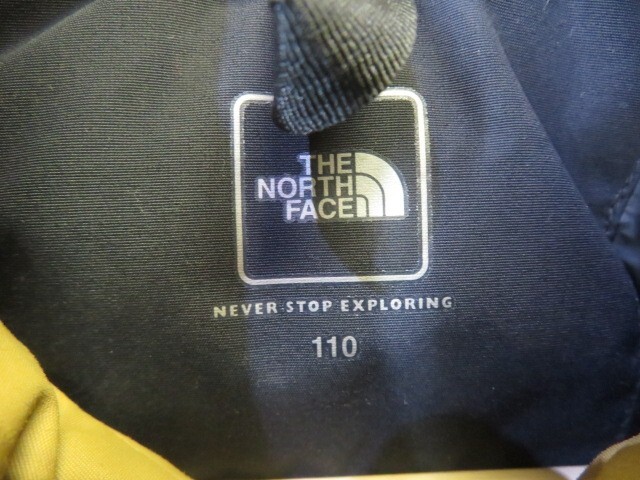 THE
NORTH
FACE
NEVER STOP EXPLORING
110